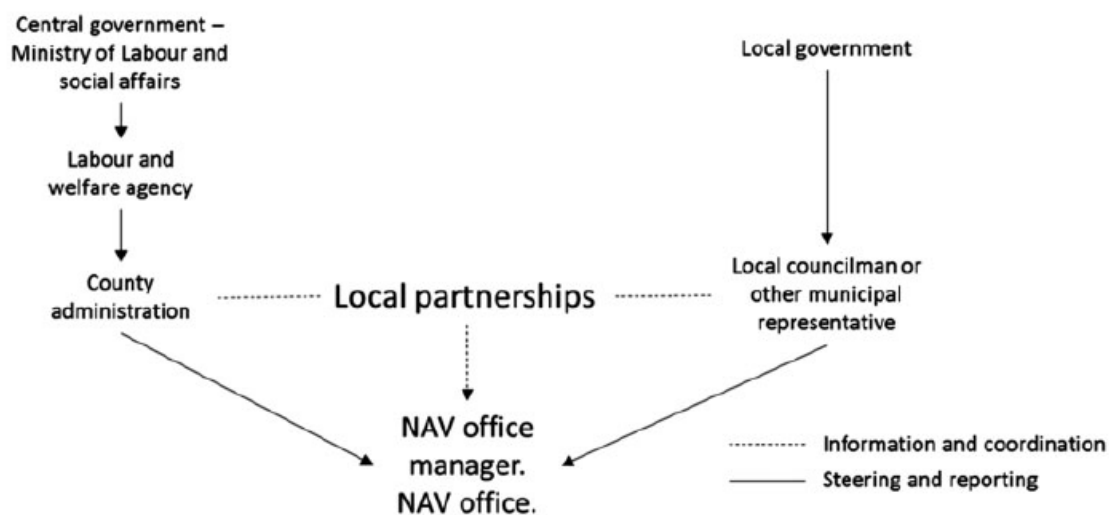 Central government –
Ministry of Labour and
social affairs
Local government
Labour and
welfare agency
County
administration
Local partnerships
Local councilman or
other municipal
representative
NAV office
manager.
NAV office.
Information and coordination
Steering and reporting